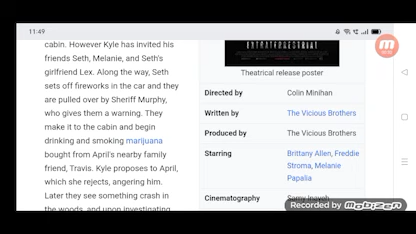 11:49
cabin. However Kyle has invited his
friends Seth, Melanie, and Seth's
girlfriend Lex. Along the way, Seth
sets off fireworks in the car and they
are pulled over by Sheriff Murphy,
who gives them a warning. They
make it to the cabin and begin
drinking and smoking marijuana
bought from April's nearby family
friend, Travis. Kyle proposes to April,
which she rejects, angering him.
Later they see something crash in
the woods, and upon investigating
EXTRATERRESTRIAL
Theatrical release poster
Directed by Colin Minihan
Written by The Vicious Brothers
Produced by The Vicious Brothers
Starring Brittany Allen, Freddie
Stroma, Melanie
Papalia
Cinematography Samy Inayeh
Recorded by Mobizen